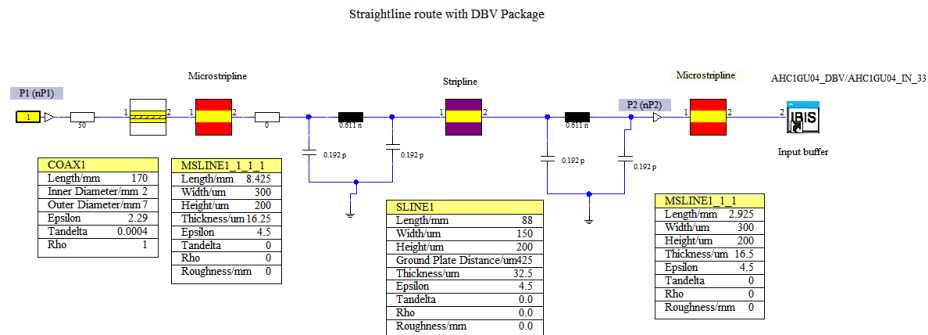 Straightline route with DBV Package
Microstripline
Stripline
Microstripline
AHC1GU04_DBV/AHC1GU04_IN_33
P1 (nP1)
P2 (nP2)
1
50
1 2
1 2
0
0.611 n
1 2
0.611 n
1 2
2
IBIS
Input buffer
0.192 p
0.192 p
0.192 p
0.192 p
COAX1
Length/mm 170
Inner Diameter/mm 2
Outer Diameter/mm 7
Epsilon 2.29
Tandelta 0.0004
Rho 1
MSLINE1_1_1_1
Length/mm 8.425
Width/um 300
Height/um 200
Thickness/um 16.25
Epsilon 4.5
Tandelta 0
Rho 0
Roughness/mm 0
SLINE1
Length/mm 88
Width/um 150
Height/um 200
Ground Plate Distance/um 425
Thickness/um 32.5
Epsilon 4.5
Tandelta 0.0
Rho 0.0
Roughness/mm 0.0
MSLINE1_1_1
Length/mm 2.925
Width/um 300
Height/um 200
Thickness/um 16.5
Epsilon 4.5
Tandelta 0
Rho 0
Roughness/mm 0